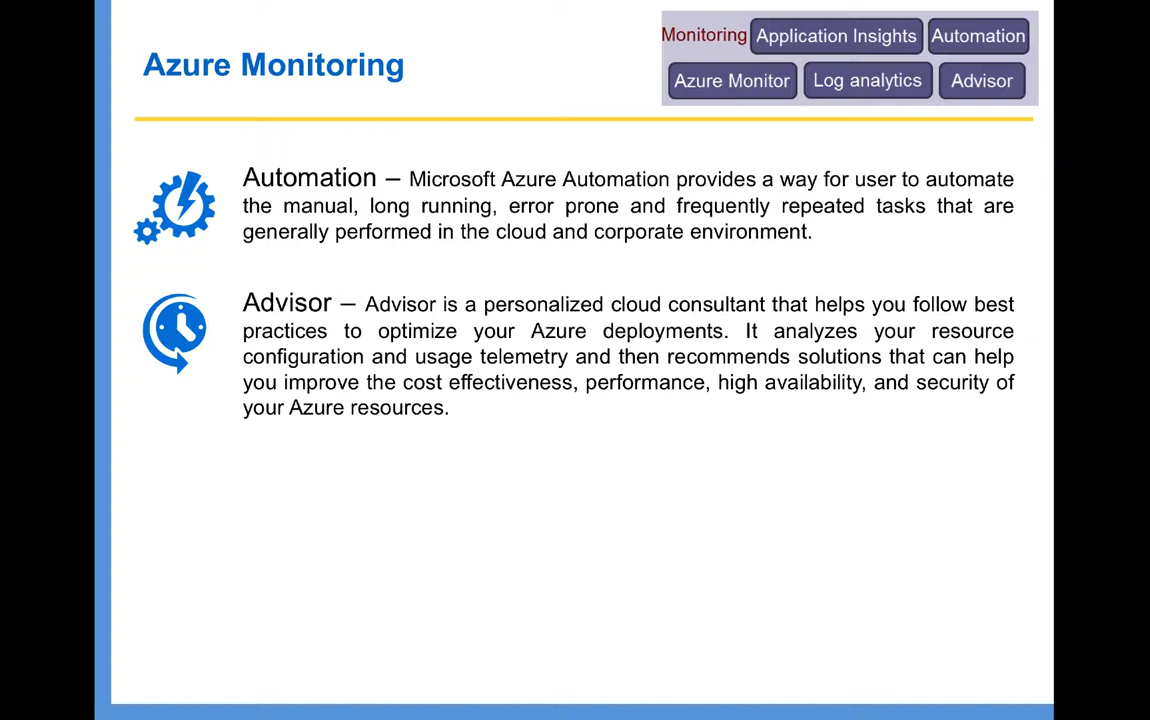 Azure Monitoring
Monitoring Application Insights Automation
Azure Monitor Log analytics Advisor
Automation – Microsoft Azure Automation provides a way for user to automate
the manual, long running, error prone and frequently repeated tasks that are
generally performed in the cloud and corporate environment.
Advisor – Advisor is a personalized cloud consultant that helps you follow best
practices to optimize your Azure deployments. It analyzes your resource
configuration and usage telemetry and then recommends solutions that can help
you improve the cost effectiveness, performance, high availability, and security of
your Azure resources.